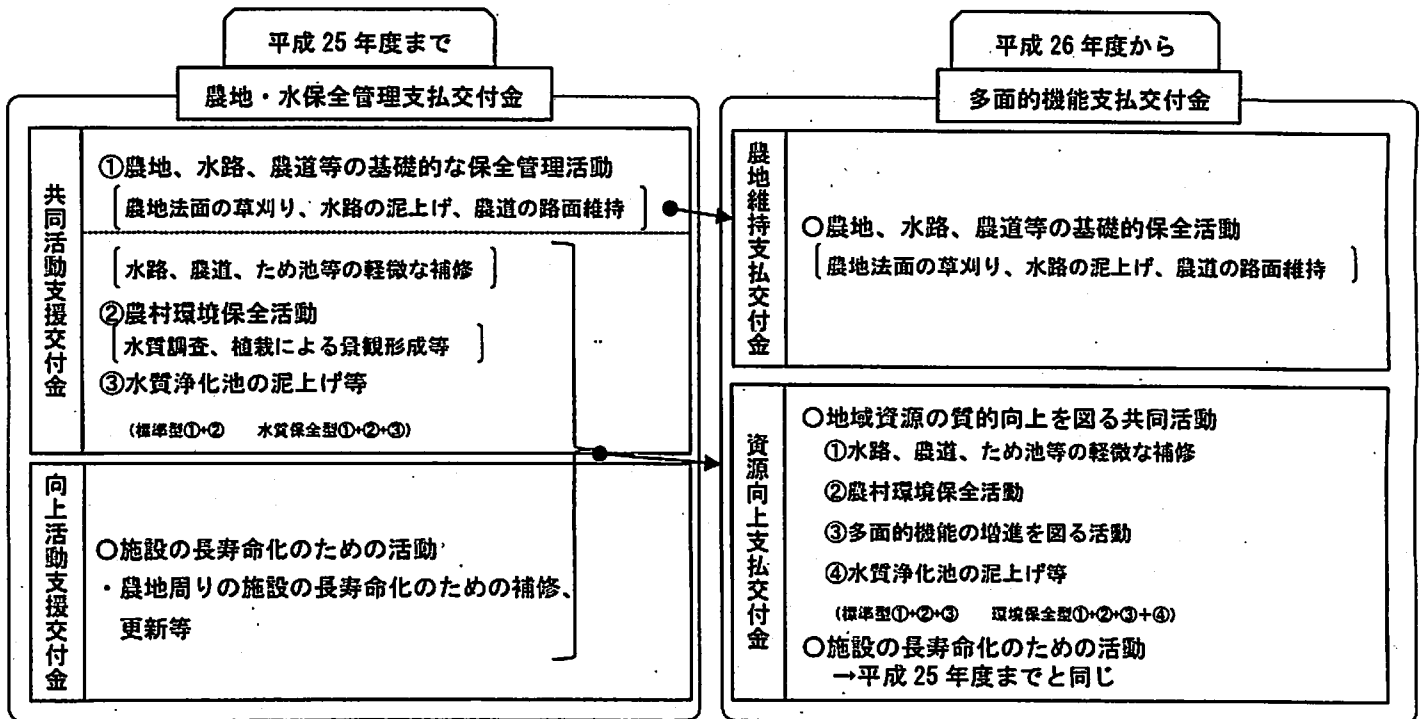 平成 25 年度まで
農地・水保全管理支払交付金
共同活動支援交付金
①農地、水路、農道等の基礎的な保全管理活動
農地法面の草刈り、水路の泥上げ、農道の路面維持
水路、農道、ため池等の軽微な補修
②農村環境保全活動
水質調査、植栽による景観形成等
③水質浄化池の泥上げ等
(標準型①+② 水質保全型①+②+③)
向上活動支援交付金
〇施設の長寿命化のための活動
・農地周りの施設の長寿命化のための補修、
更新等
平成 26 年度から
多面的機能支払交付金
農地維持支払交付金
〇農地、水路、農道等の基礎的保全活動
農地法面の草刈り、水路の泥上げ、農道の路面維持
資源向上支払交付金
〇地域資源の質的向上を図る共同活動
①水路、農道、ため池等の軽微な補修
②農村環境保全活動
③多面的機能の増進を図る活動
④水質浄化池の泥上げ等
(標準型①+②+③ 環境保全型①+②+③+④)
〇施設の長寿命化のための活動
→平成 25 年度までと同じ